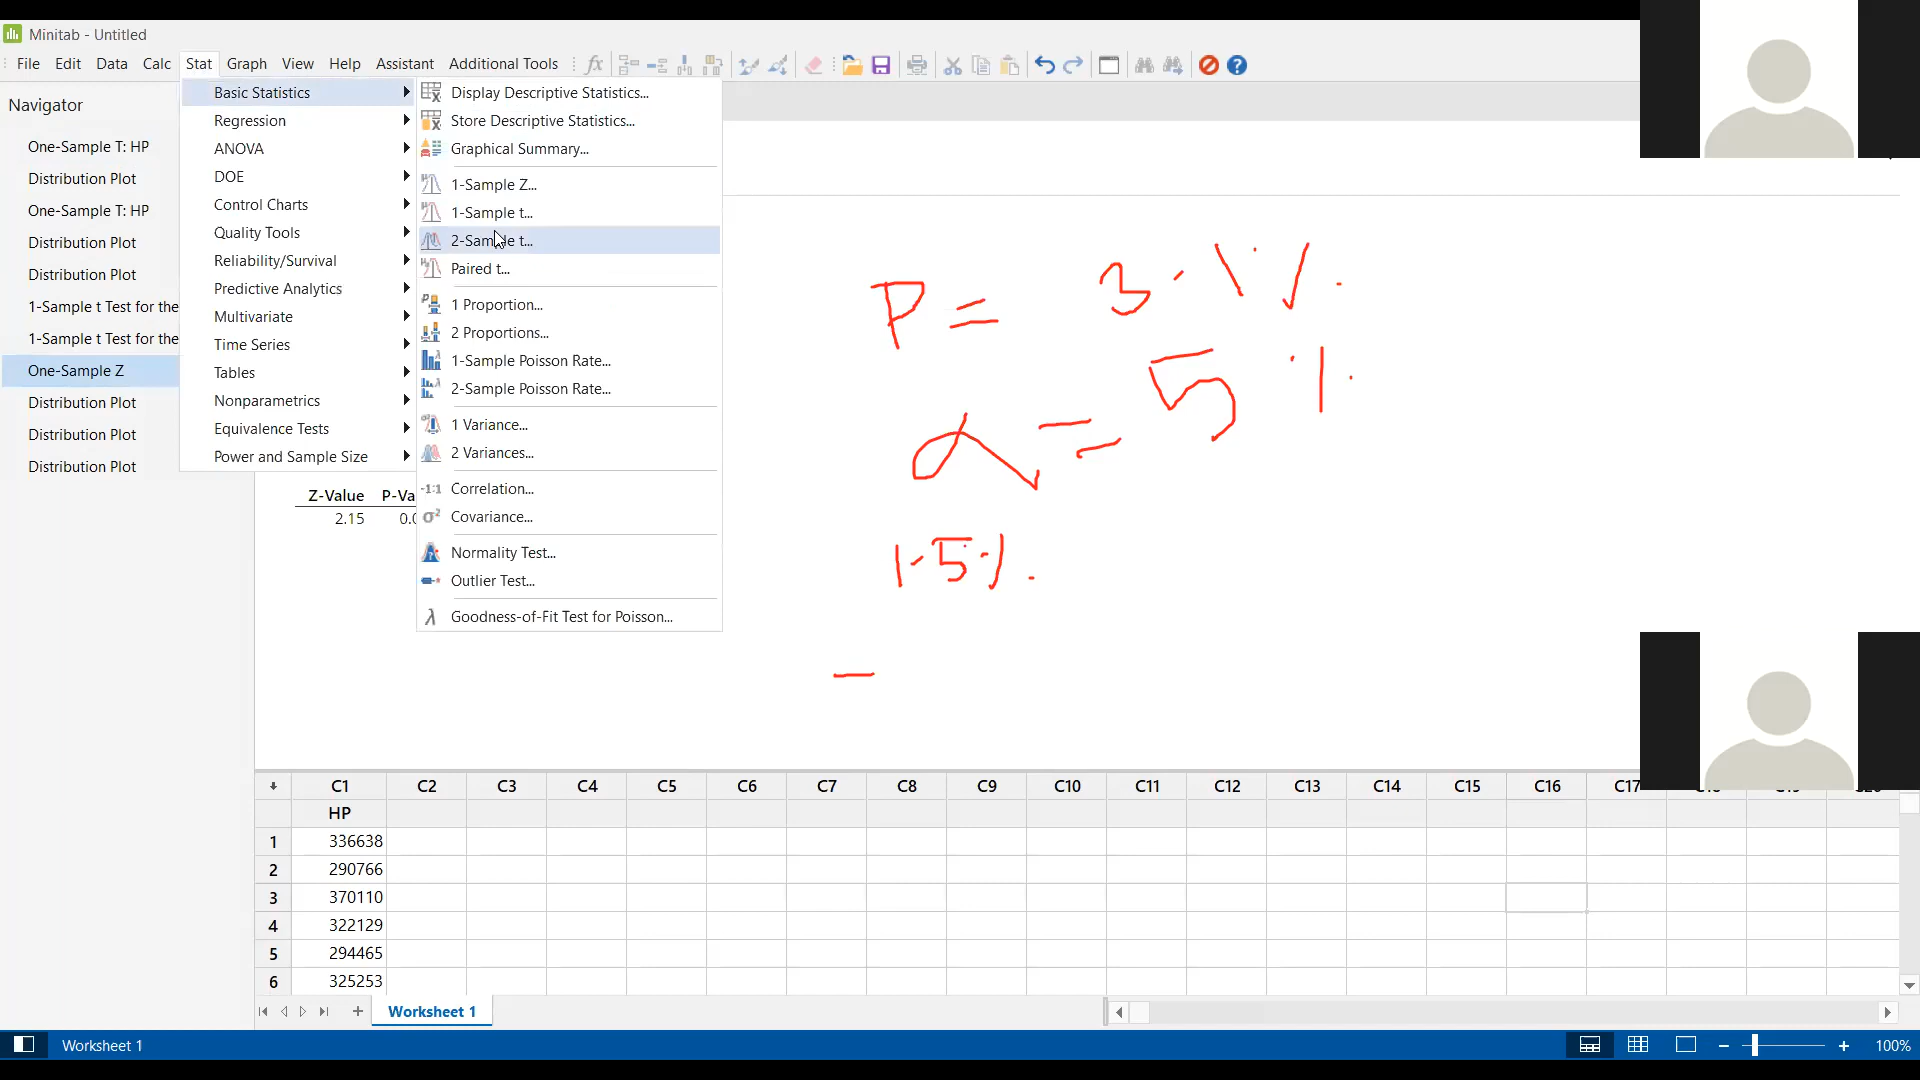 Minitab - Untitled
File Edit Data Calc Stat Graph View Help Assistant Additional Tools
Navigator
One-Sample T: HP
Distribution Plot
One-Sample T: HP
Distribution Plot
Distribution Plot
1-Sample t Test for the
1-Sample t Test for the
One-Sample Z
Distribution Plot
Distribution Plot
Distribution Plot
Basic Statistics
Regression
ANOVA
DOE
Control Charts
Quality Tools
Reliability/Survival
Predictive Analytics
Multivariate
Time Series
Tables
Nonparametrics
Equivalence Tests
Power and Sample Size
Display Descriptive Statistics...
Store Descriptive Statistics...
Graphical Summary...
1-Sample Z...
1-Sample t...
2-Sample t...
Paired t...
1 Proportion...
2 Proportions...
1-Sample Poisson Rate...
2-Sample Poisson Rate...
1 Variance...
2 Variances...
Correlation...
Covariance...
Normality Test...
Outlier Test...
Goodness-of-Fit Test for Poisson...
Z-Value P-Va
2.15 0.0
P = 3.1%
α = 5%
1.5%
C1 C2 C3 C4 C5 C6 C7 C8 C9 C10 C11 C12 C13 C14 C15 C16 C17
HP
1 336638
2 290766
3 370110
4 322129
5 294465
6 325253
Worksheet 1
Worksheet 1
100%